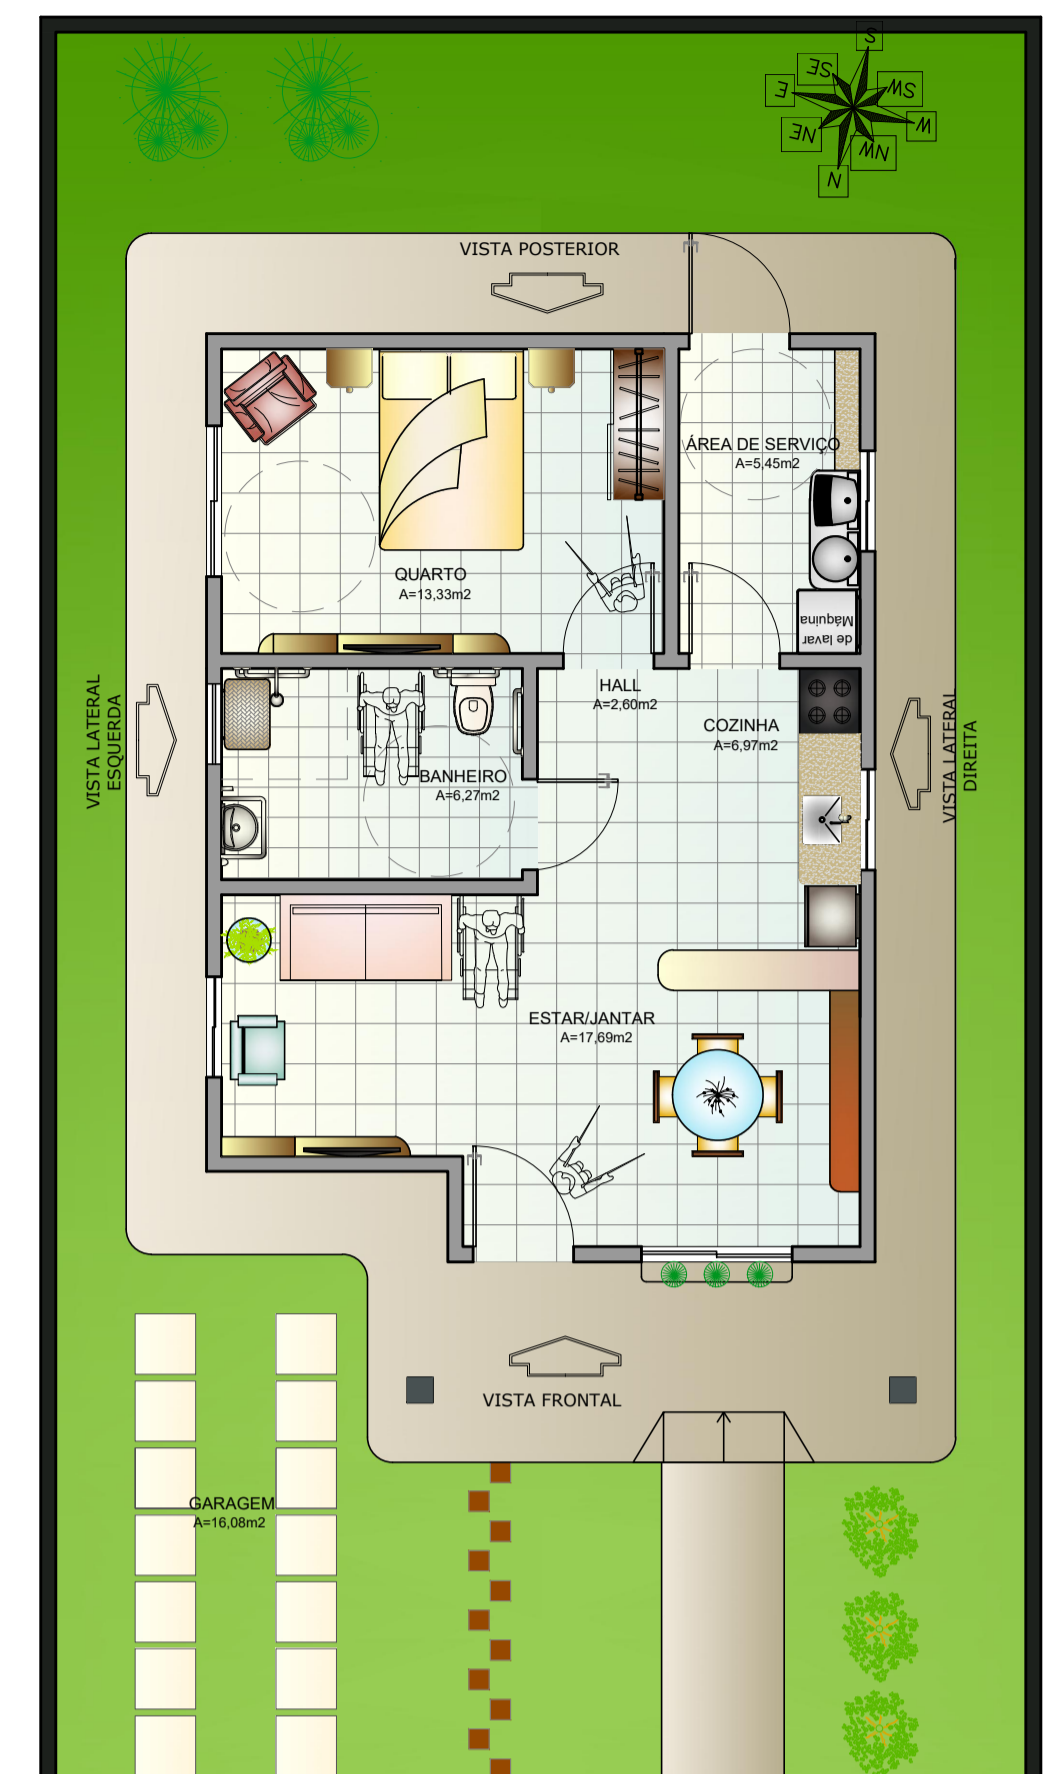 S
SE
SW
E
W
NE
NW
N
VISTA POSTERIOR
ÁREA DE SERVIÇO
A=5,45m2
QUARTO
A=13,33m2
Máquina
de lavar
HALL
A=2,60m2
VISTA LATERAL
ESQUERDA
COZINHA
A=6,97m2
VISTA LATERAL
DIREITA
BANHEIRO
A=6,27m2
ESTAR/JANTAR
A=17,69m2
VISTA FRONTAL
GARAGEM
A=16,08m2